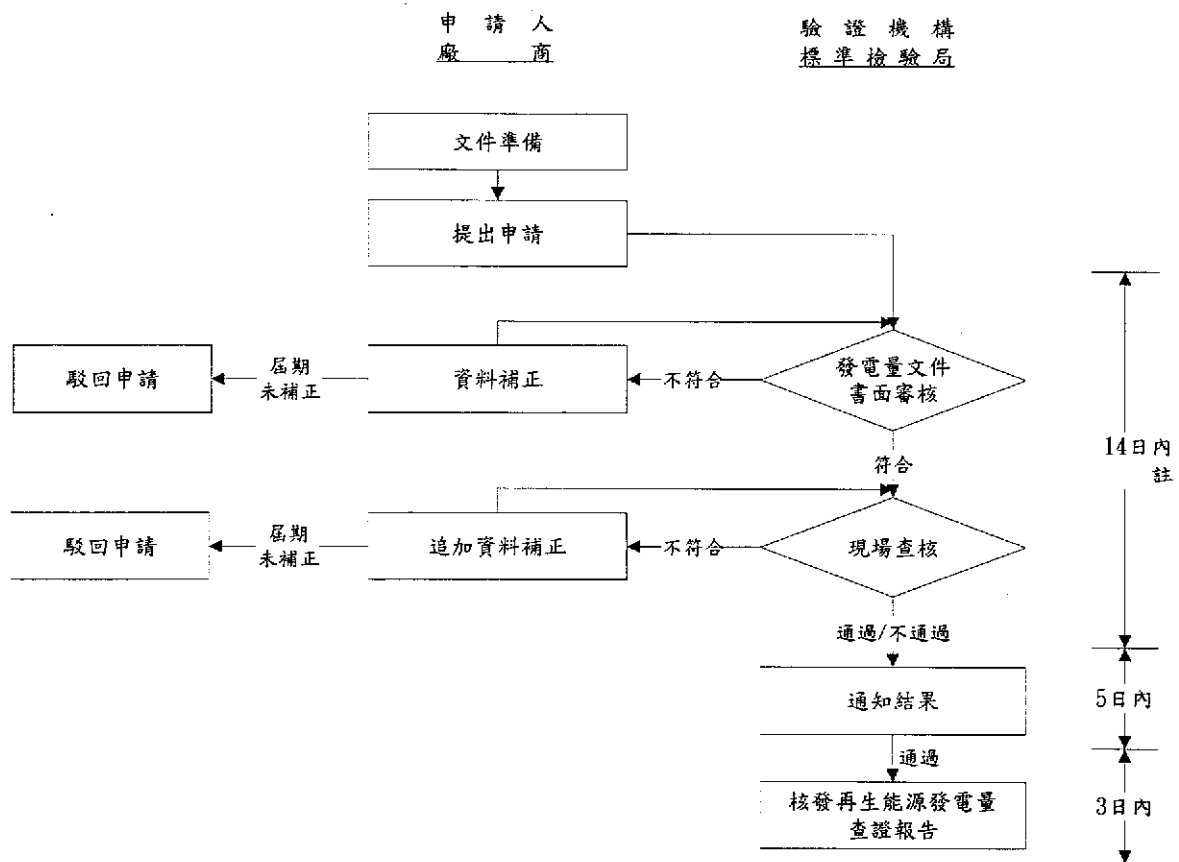 申請人
廠商
驗證機構
標準檢驗局
文件準備
提出申請
發電量文件
書面審核
不符合
資料補正
屆期
未補正
駁回申請
符合
現場查核
不符合
追加資料補正
屆期
未補正
駁回申請
14日內
註
通過/不通過
通知結果
5日內
通過
核發再生能源發電量
查證報告
3日內